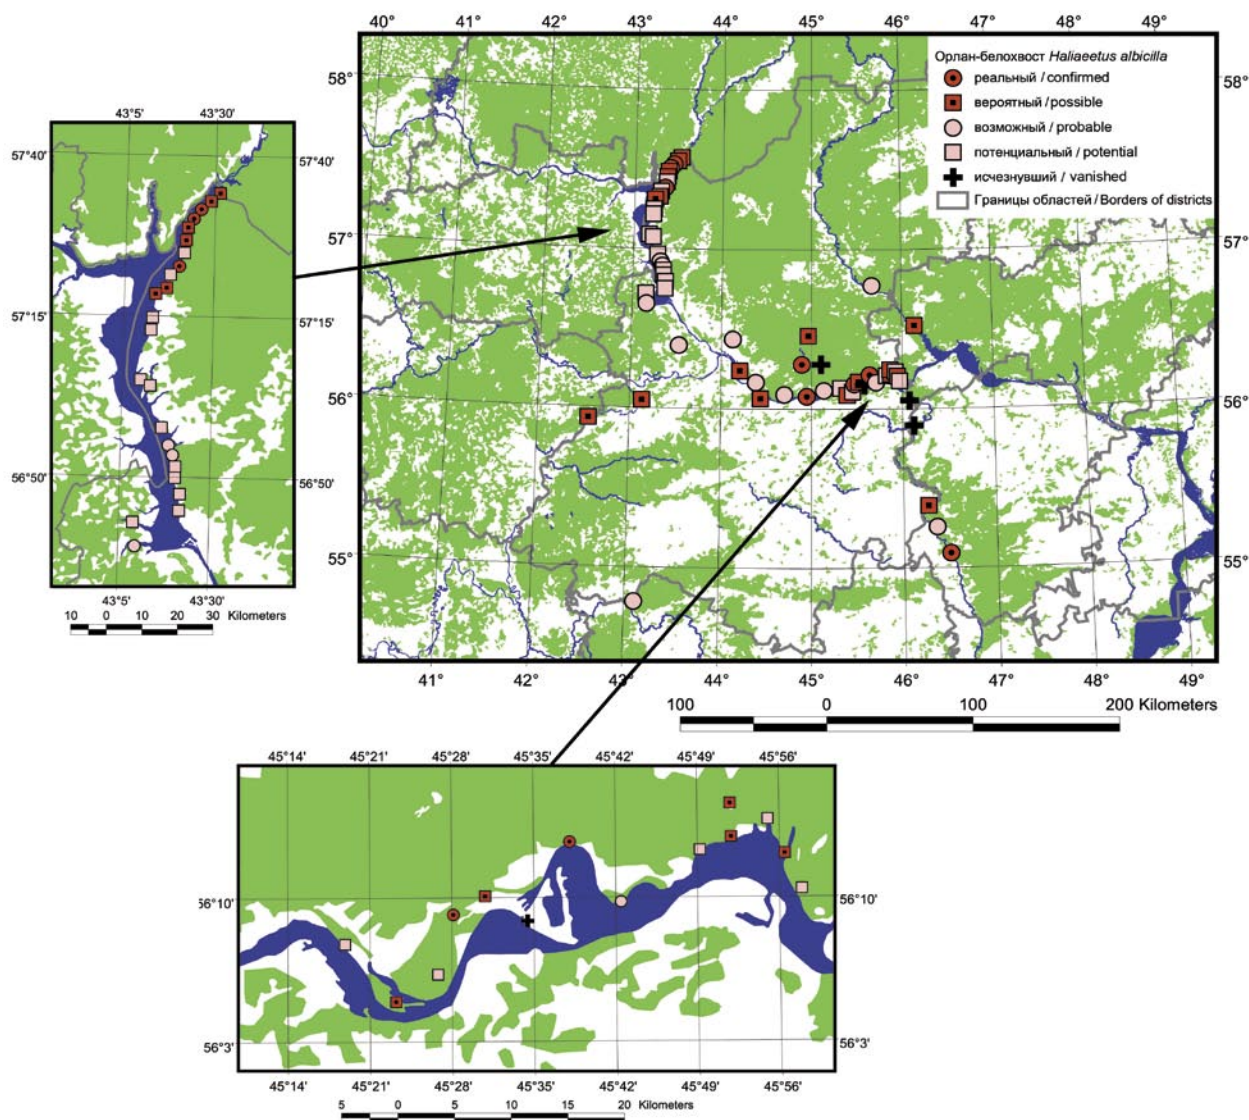 40° 41° 42° 43° 44° 45° 46° 47° 48° 49°
58° 58°
Орлан-белохвост Haliaeetus albicilla
реальный / confirmed
вероятный / possible
возможный / probable
потенциальный / potential
исчезнувший / vanished
Границы областей / Borders of districts
57° 57°
56° 56°
55° 55°
41° 42° 43° 44° 45° 46° 47° 48° 49°
100 0 100 200 Kilometers
43°5' 43°30'
57°40' 57°40'
57°15' 57°15'
56°50' 56°50'
43°5' 43°30'
10 0 10 20 30 Kilometers
45°14' 45°21' 45°28' 45°35' 45°42' 45°49' 45°56'
56°10' 56°10'
56°3' 56°3'
45°14' 45°21' 45°28' 45°35' 45°42' 45°49' 45°56'
5 0 5 10 15 20 Kilometers